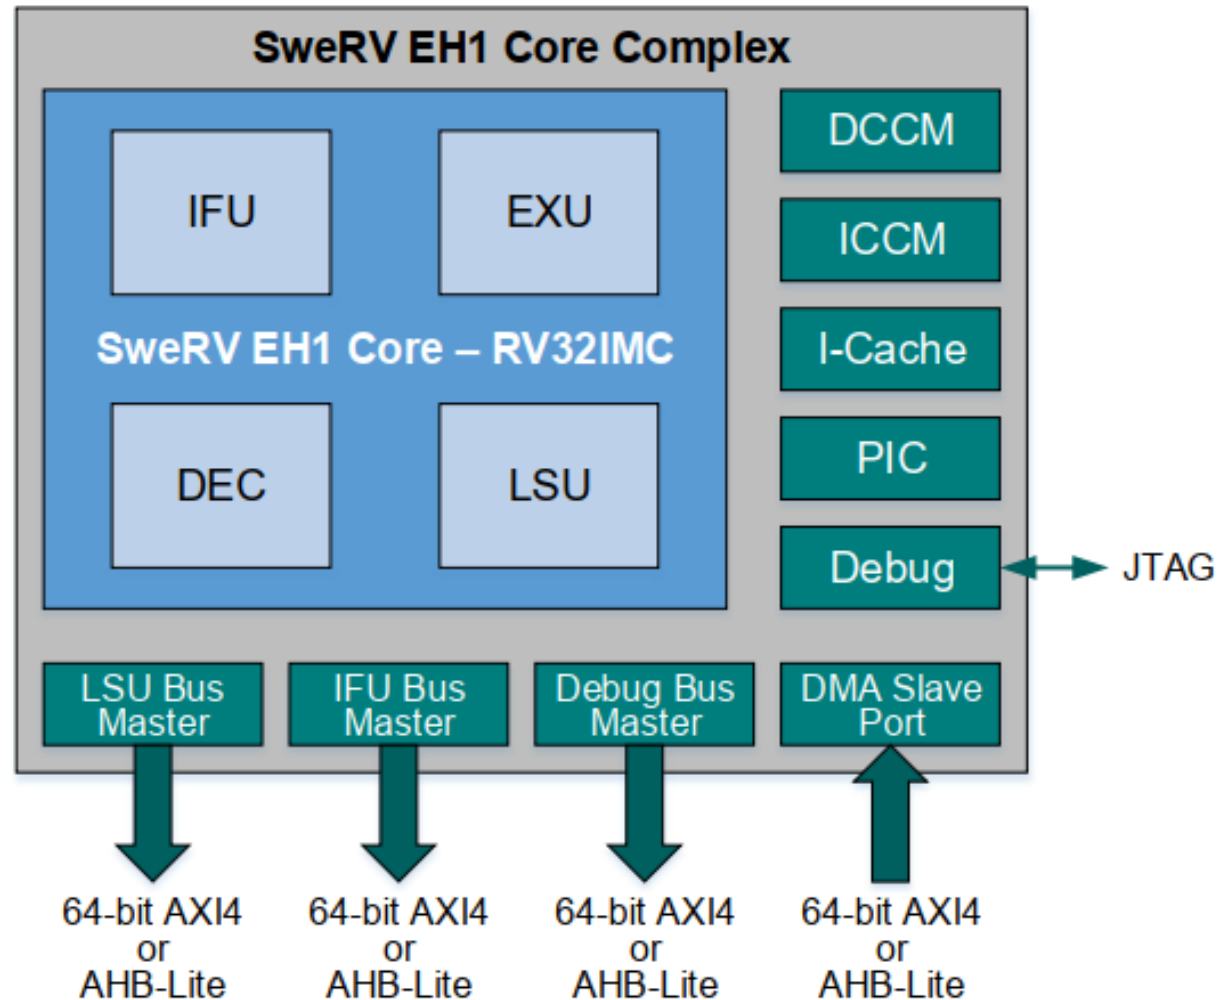 SweRV EH1 Core Complex
IFU
EXU
SweRV EH1 Core – RV32IMC
DEC
LSU
DCCM
ICCM
I-Cache
PIC
Debug
JTAG
LSU Bus
Master
IFU Bus
Master
Debug Bus
Master
DMA Slave
Port
64-bit AXI4
or
AHB-Lite
64-bit AXI4
or
AHB-Lite
64-bit AXI4
or
AHB-Lite
64-bit AXI4
or
AHB-Lite